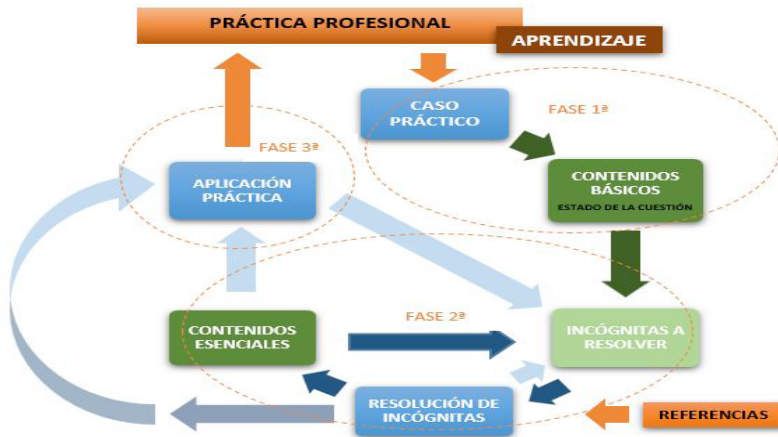 PRÁCTICA PROFESIONAL
APRENDIZAJE
CASO
PRÁCTICO
FASE 1ª
FASE 3ª
APLICACIÓN
PRÁCTICA
CONTENIDOS
BÁSICOS
ESTADO DE LA CUESTIÓN
FASE 2ª
CONTENIDOS
ESENCIALES
INCÓGNITAS A
RESOLVER
RESOLUCIÓN DE
INCÓGNITAS
REFERENCIAS